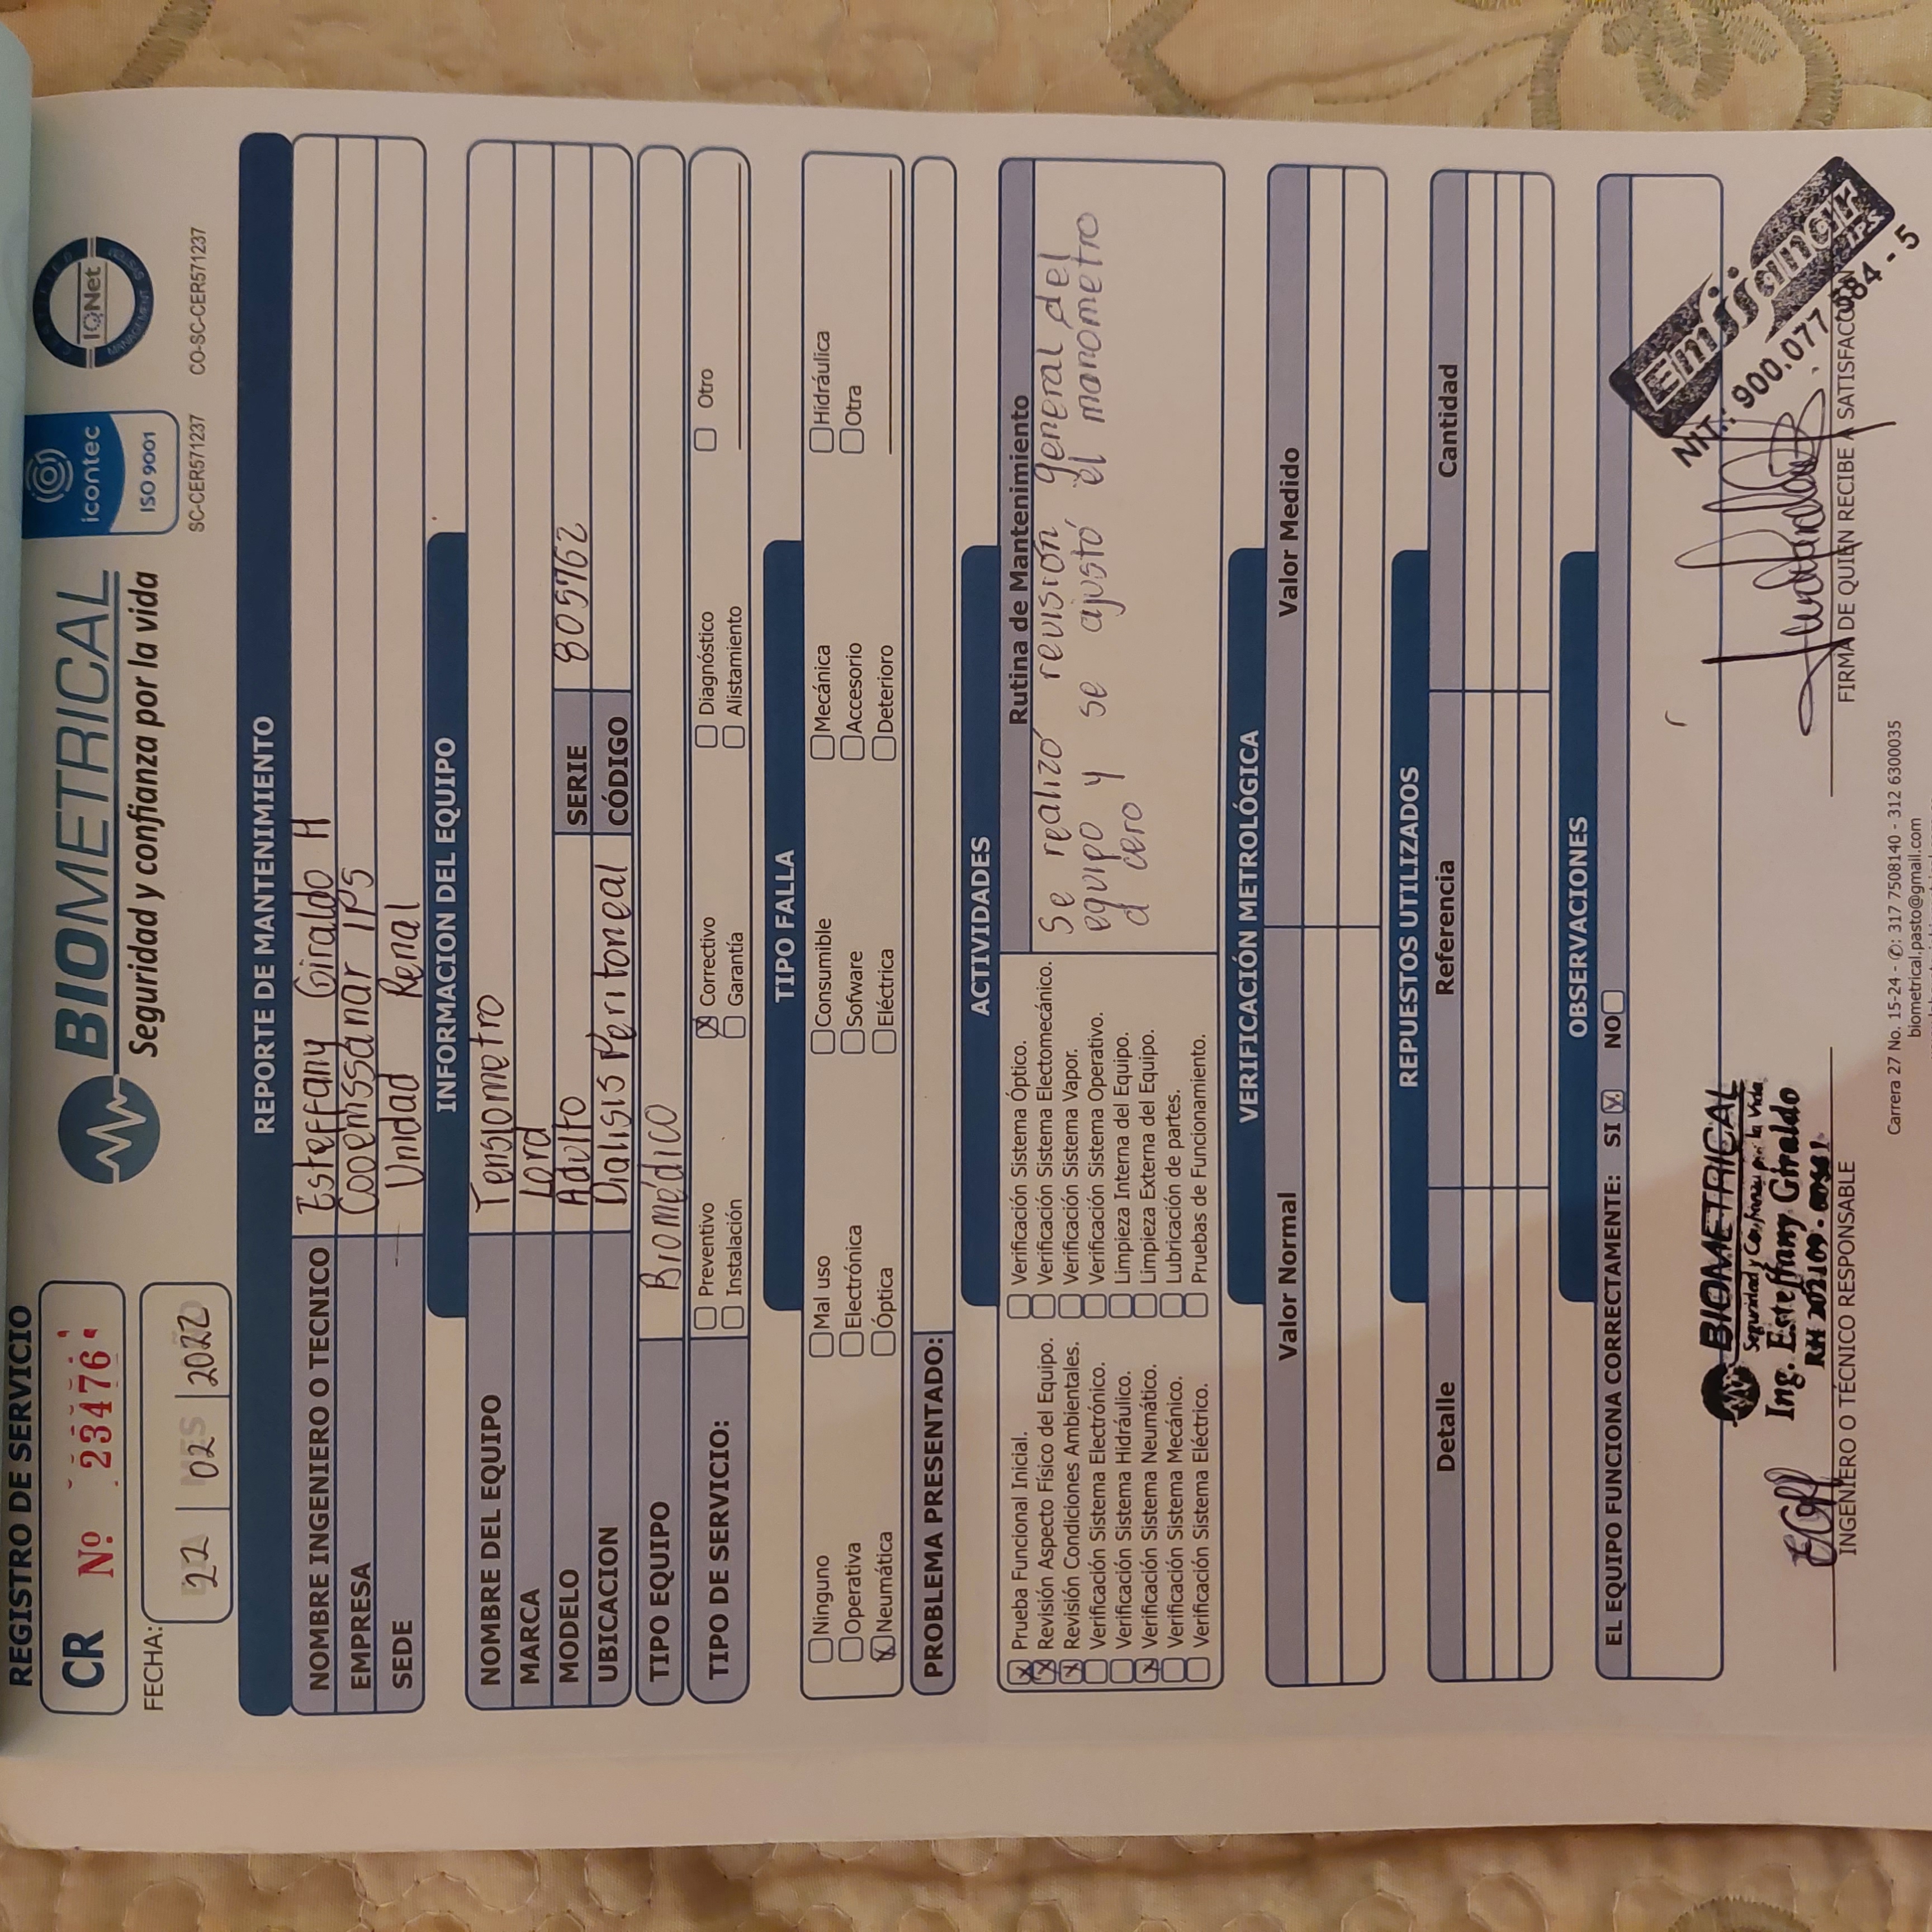 REGISTRO DE SERVICIO
CR Nº 23476
BIOMETRICAL
Seguridad y confianza por la vida
icontec
ISO 9001
SC-CER571237
CERTIFIED
IQNet
MANAGEMENT SYSTEM
CO-SC-CER571237
FECHA:
DIA MES AÑO
22 02 2022
REPORTE DE MANTENIMIENTO
NOMBRE INGENIERO O TECNICO Esteffany Giraldo H
EMPRESA Cooemssanar IPS
SEDE Unidad Renal
INFORMACION DEL EQUIPO
NOMBRE DEL EQUIPO Tensiometro
MARCA Lord
MODELO Adulto SERIE 805762
UBICACION Dialisis Peritoneal CÓDIGO
TIPO EQUIPO Biomédico
TIPO DE SERVICIO:
Preventivo X Correctivo Diagnóstico Otro
Instalación Garantía Alistamiento
TIPO FALLA
Ninguno Mal uso Consumible Mecánica Hidráulica
Operativa Electrónica Sofware Accesorio Otra
X Neumática Óptica Eléctrica Deterioro
PROBLEMA PRESENTADO:
ACTIVIDADES
X Prueba Funcional Inicial.
X Revisión Aspecto Físico del Equipo.
X Revisión Condiciones Ambientales.
Verificación Sistema Electrónico.
Verificación Sistema Hidráulico.
X Verificación Sistema Neumático.
Verificación Sistema Mecánico.
Verificación Sistema Eléctrico.
Verificación Sistema Óptico.
Verificación Sistema Electomecánico.
Verificación Sistema Vapor.
Verificación Sistema Operativo.
Limpieza Interna del Equipo.
Limpieza Externa del Equipo.
Lubricación de partes.
Pruebas de Funcionamiento.
Rutina de Mantenimiento
Se realizó revisión general del
equipo y se ajustó el manómetro
a cero
VERIFICACIÓN METROLÓGICA
Valor Normal Valor Medido
REPUESTOS UTILIZADOS
Detalle Referencia Cantidad
OBSERVACIONES
EL EQUIPO FUNCIONA CORRECTAMENTE: SI X NO
BIOMETRICAL
Seguridad y Confianza por la Vida
Ing. Esteffany Giraldo
RH 202109 -
EGH
INGENIERO O TÉCNICO RESPONSABLE
Emssanar IPS
NIT.: 900.077.584 - 5
FIRMA DE QUIEN RECIBE A SATISFACCIÓN
Carrera 27 No. 15-24 - ✆: 317 7508140 - 312 6300035
biometrical.pasto@gmail.com